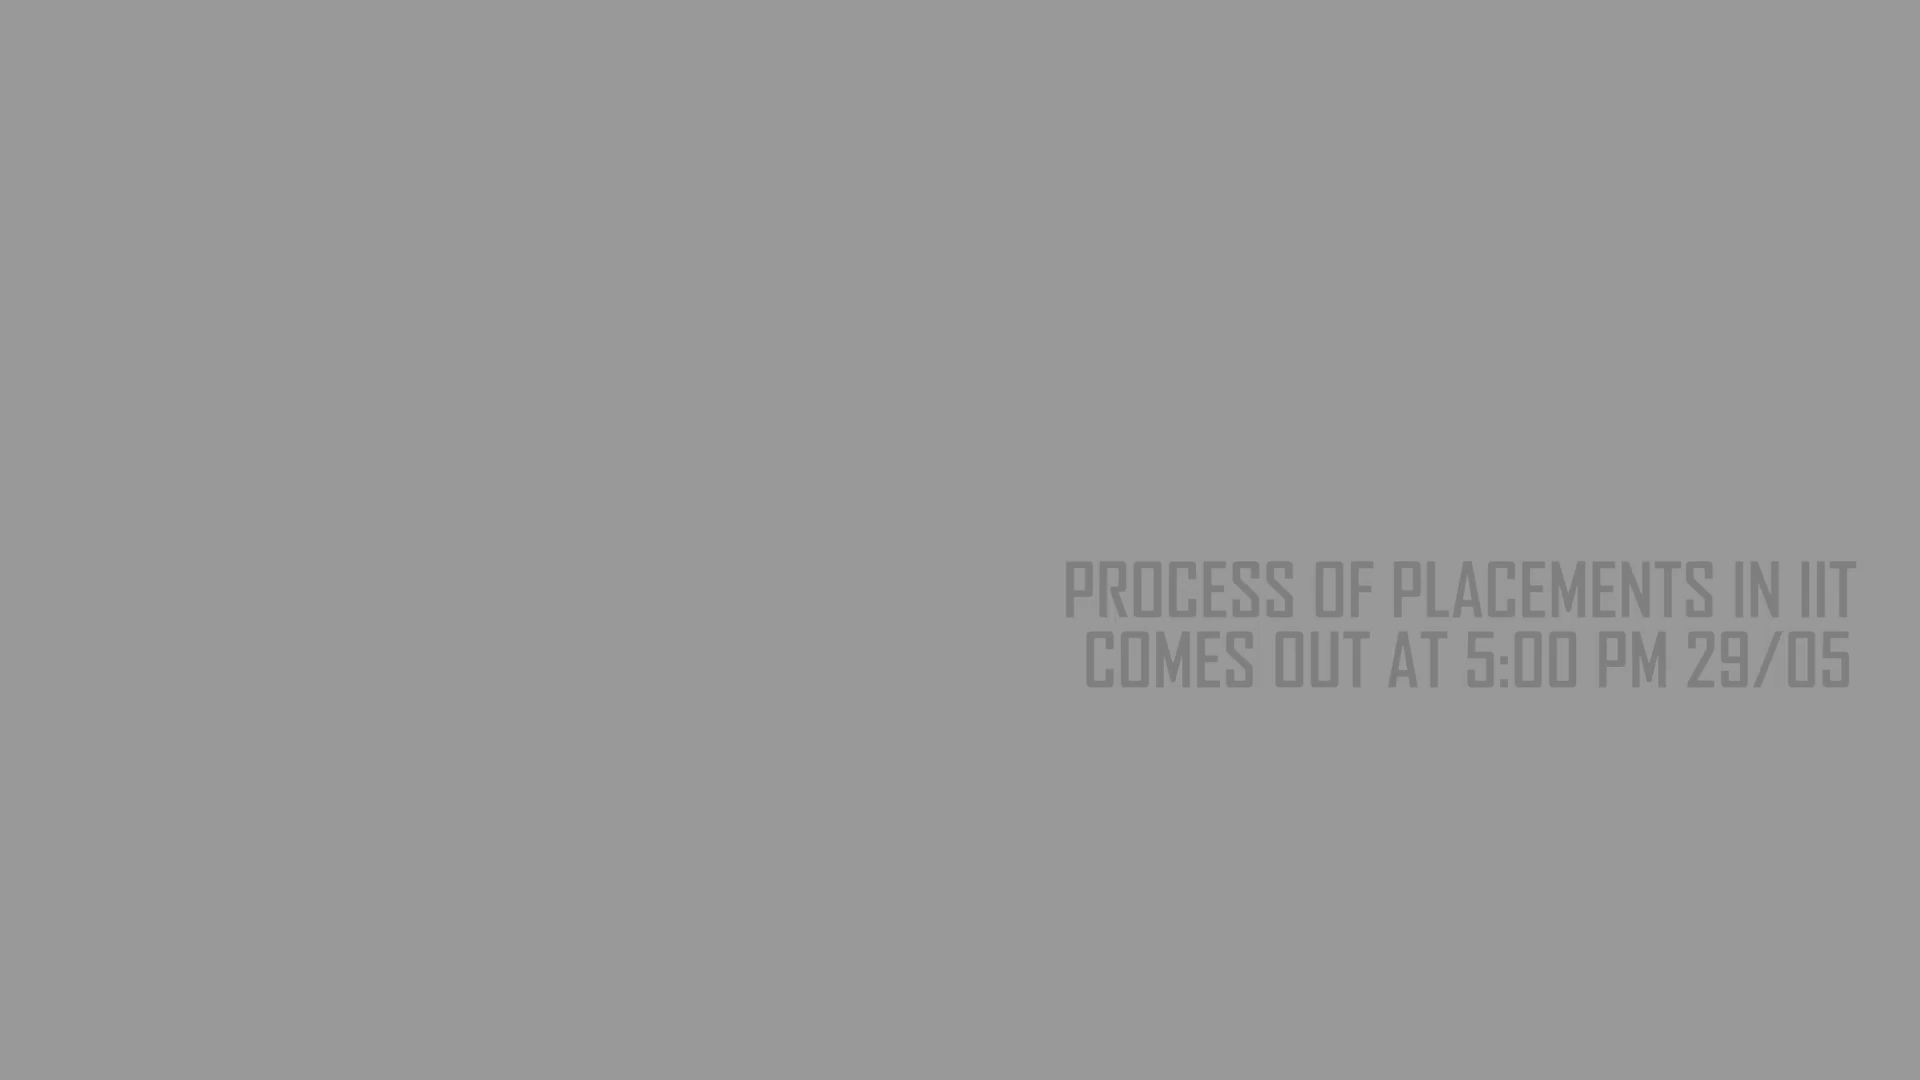 PROCESS OF PLACEMENTS IN IIT
COMES OUT AT 5:00 PM 29/05